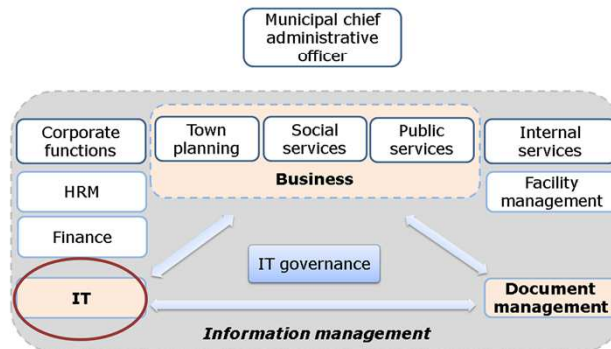 Municipal chief
administrative
officer
Corporate
functions
Town
planning
Social
services
Public
services
Internal
services
Business
HRM
Facility
management
Finance
IT governance
IT
Document
management
Information management